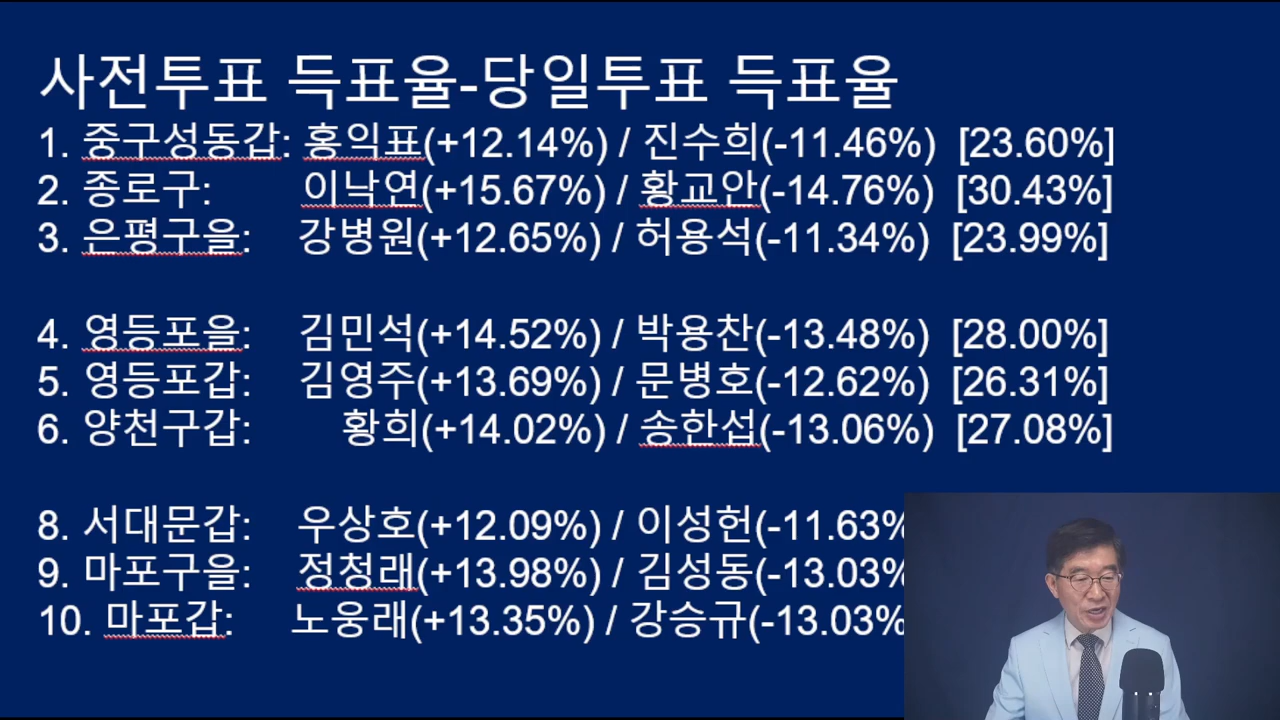 사전투표 득표율-당일투표 득표율
1. 중구성동갑: 홍익표(+12.14%) / 진수희(-11.46%) [23.60%]
2. 종로구: 이낙연(+15.67%) / 황교안(-14.76%) [30.43%]
3. 은평구을: 강병원(+12.65%) / 허용석(-11.34%) [23.99%]
4. 영등포을: 김민석(+14.52%) / 박용찬(-13.48%) [28.00%]
5. 영등포갑: 김영주(+13.69%) / 문병호(-12.62%) [26.31%]
6. 양천구갑: 황희(+14.02%) / 송한섭(-13.06%) [27.08%]
8. 서대문갑: 우상호(+12.09%) / 이성헌(-11.63%
9. 마포구을: 정청래(+13.98%) / 김성동(-13.03%
10. 마포갑: 노웅래(+13.35%) / 강승규(-13.03%